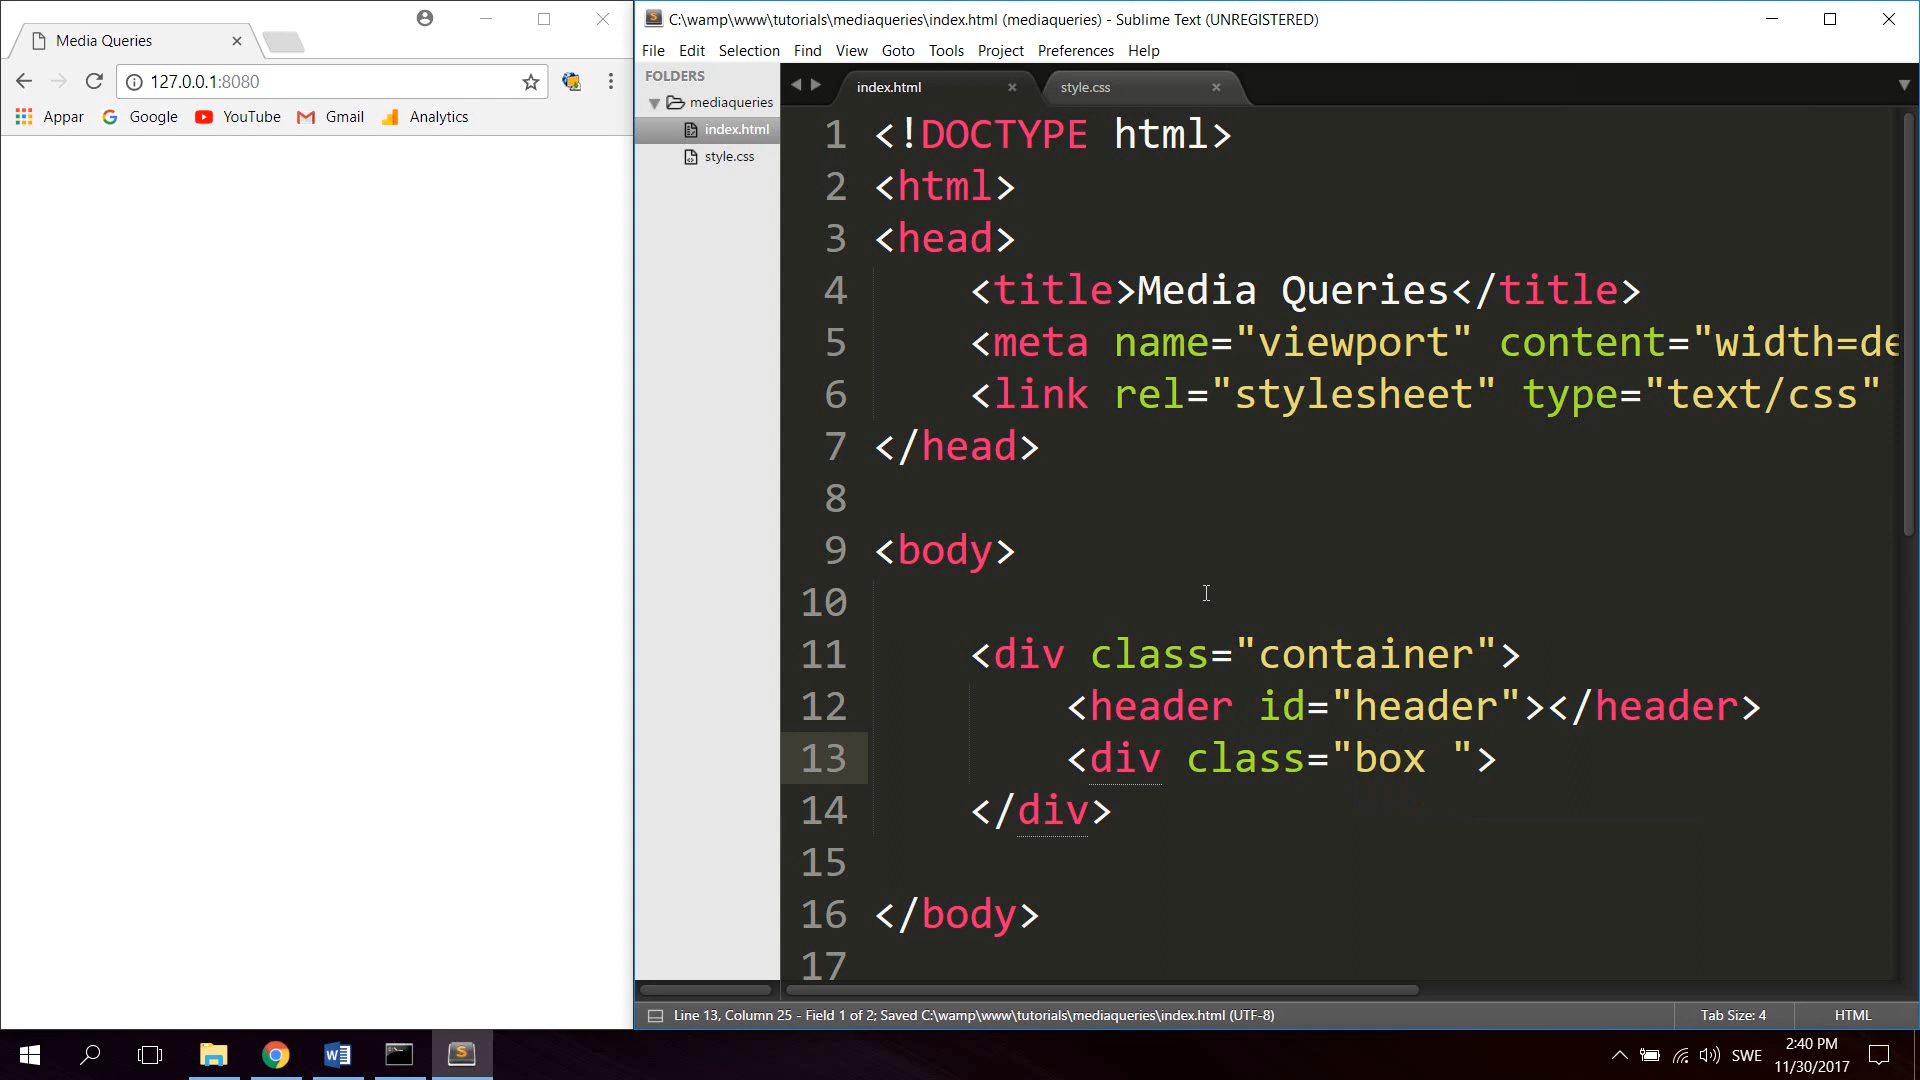 Media Queries
127.0.0.1:8080
Appar Google YouTube Gmail Analytics
C:\wamp\www\tutorials\mediaqueries\index.html (mediaqueries) - Sublime Text (UNREGISTERED)
File Edit Selection Find View Goto Tools Project Preferences Help
FOLDERS
mediaqueries
index.html
style.css
index.html style.css
1 <!DOCTYPE html>
2 <html>
3 <head>
4 <title>Media Queries</title>
5 <meta name="viewport" content="width=de
6 <link rel="stylesheet" type="text/css"
7 </head>
8
9 <body>
10
11 <div class="container">
12 <header id="header"></header>
13 <div class="box ">
14 </div>
15
16 </body>
17
Line 13, Column 25 - Field 1 of 2; Saved C:\wamp\www\tutorials\mediaqueries\index.html (UTF-8) Tab Size: 4 HTML
SWE
2:40 PM
11/30/2017